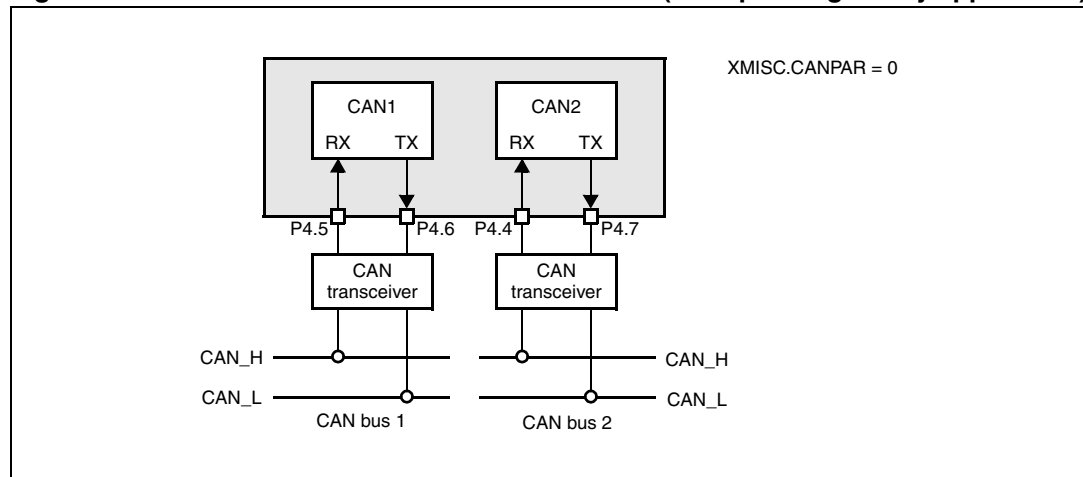 XMISC.CANPAR = 0
CAN1
CAN2
RX TX
RX TX
P4.5
P4.6
P4.4
P4.7
CAN
transceiver
CAN
transceiver
CAN_H
CAN_H
CAN_L
CAN_L
CAN bus 1
CAN bus 2